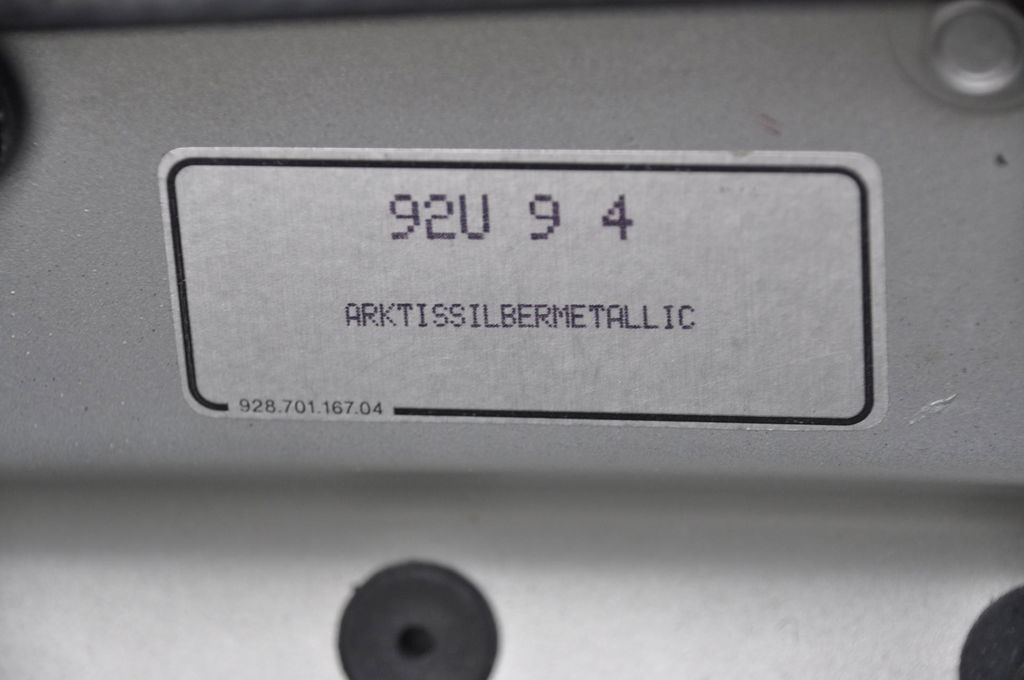 92U 9 4
ARKTISSILBERMETALLIC
928.701.167.04